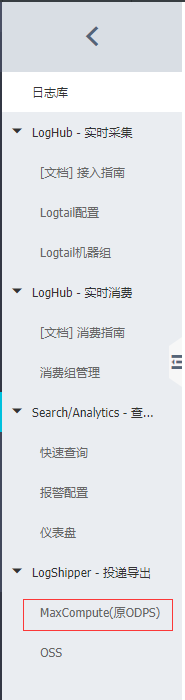 日志库
LogHub - 实时采集
[文档] 接入指南
Logtail配置
Logtail机器组
LogHub - 实时消费
[文档] 消费指南
消费组管理
Search/Analytics - 查...
快速查询
报警配置
仪表盘
LogShipper - 投递导出
MaxCompute(原ODPS)
OSS